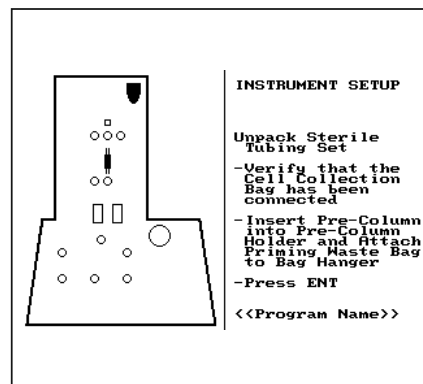 INSTRUMENT SETUP
Unpack Sterile
Tubing Set
-Verify that the
Cell Collection
Bag has been
connected
-Insert Pre-Column
into Pre-Column
Holder and Attach
Priming Waste Bag
to Bag Hanger
-Press ENT
<<Program Name>>